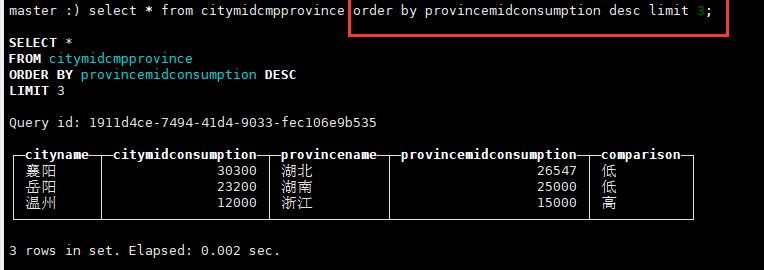 master :) select * from citymidcmpprovince order by provincemidconsumption desc limit 3;
SELECT *
FROM citymidcmpprovince
ORDER BY provincemidconsumption DESC
LIMIT 3
Query id: 1911d4ce-7494-41d4-9033-fec106e9b535
cityname citymidconsumption provincename provincemidconsumption comparison
襄阳 30300 湖北 26547 低
岳阳 23200 湖南 25000 低
温州 12000 浙江 15000 高
3 rows in set. Elapsed: 0.002 sec.